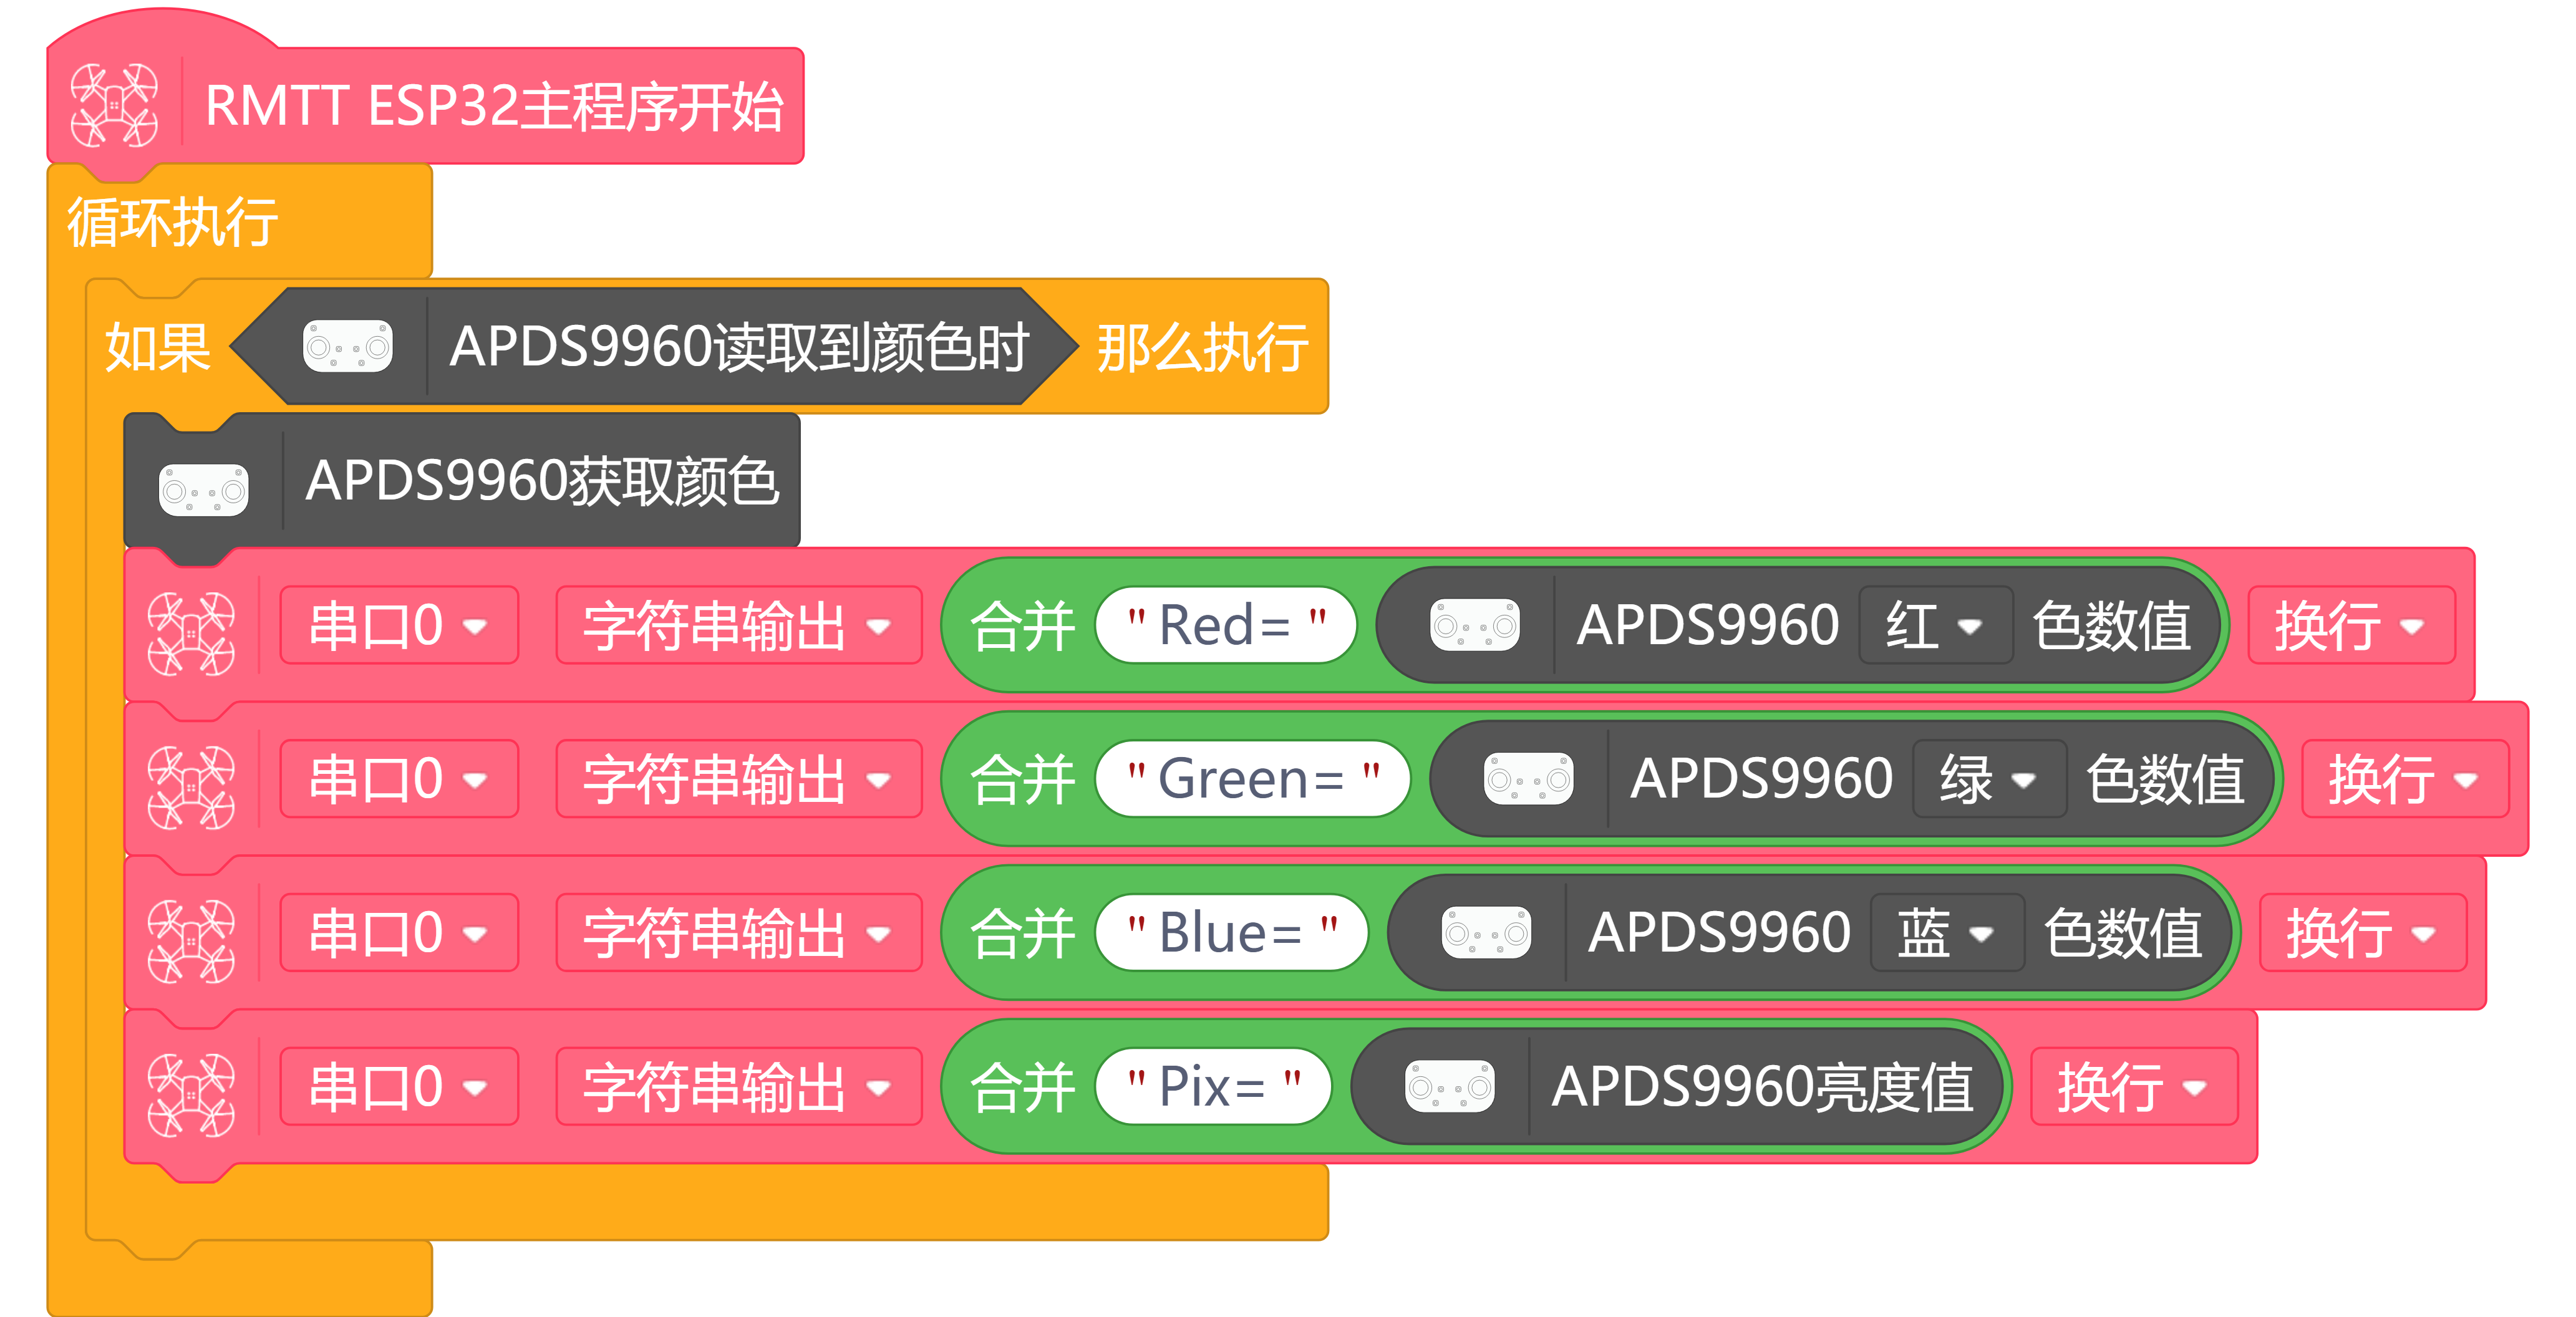 RMTT ESP32主程序开始
循环执行
如果 APDS9960读取到颜色时 那么执行
APDS9960获取颜色
串口0 字符串输出 合并 "Red=" APDS9960 红 色数值 换行
串口0 字符串输出 合并 "Green=" APDS9960 绿 色数值 换行
串口0 字符串输出 合并 "Blue=" APDS9960 蓝 色数值 换行
串口0 字符串输出 合并 "Pix=" APDS9960亮度值 换行